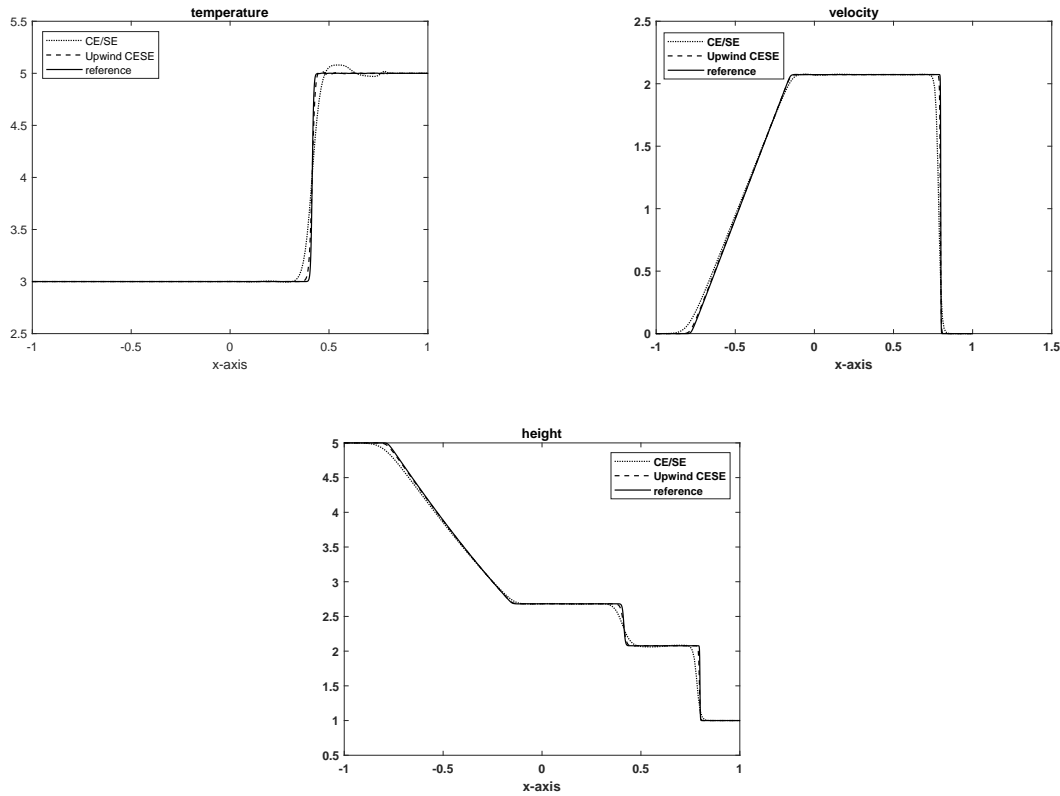 temperature
5.5
5
4.5
4
3.5
3
2.5
-1
-0.5
0
0.5
1
x-axis
CE/SE
Upwind CESE
reference
velocity
2.5
2
1.5
1
0.5
0
-1
-0.5
0
0.5
1
1.5
x-axis
CE/SE
Upwind CESE
reference
height
5
4.5
4
3.5
3
2.5
2
1.5
1
0.5
-1
-0.5
0
0.5
1
x-axis
CE/SE
Upwind CESE
reference